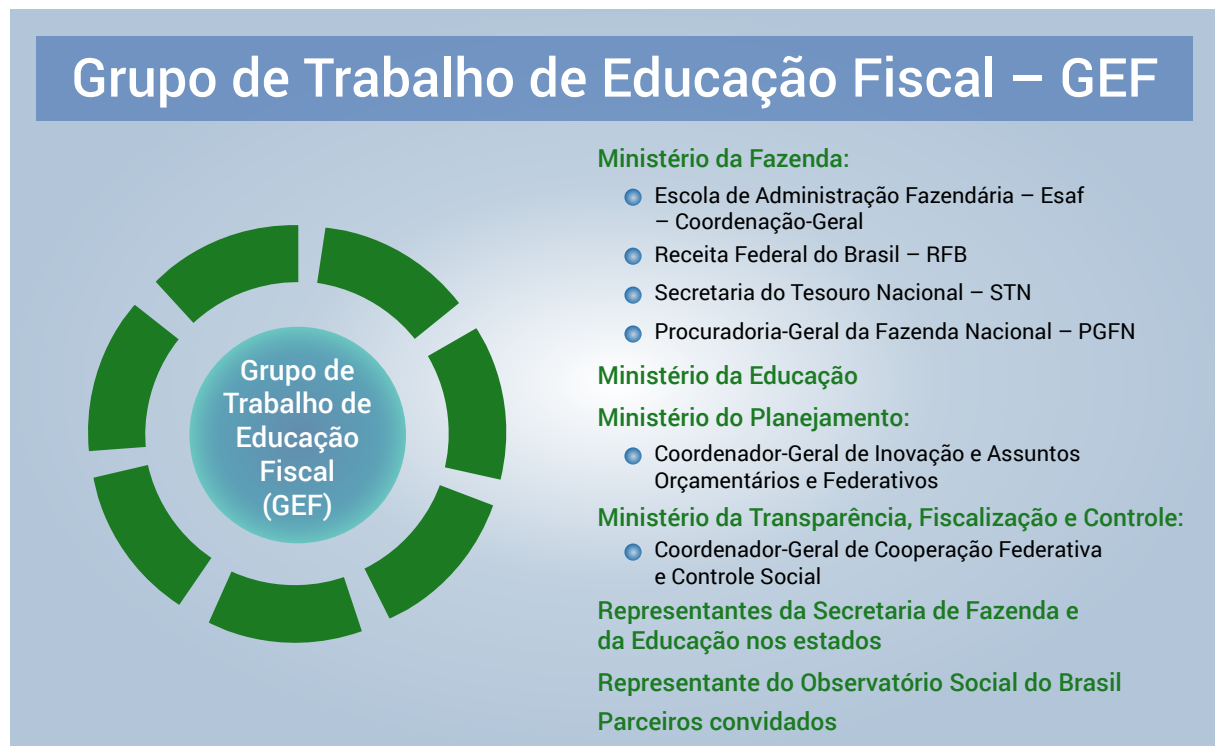 Grupo de Trabalho de Educação Fiscal – GEF
Grupo de
Trabalho de
Educação
Fiscal
(GEF)
Ministério da Fazenda:
Escola de Administração Fazendária – Esaf
– Coordenação-Geral
Receita Federal do Brasil – RFB
Secretaria do Tesouro Nacional – STN
Procuradoria-Geral da Fazenda Nacional – PGFN
Ministério da Educação
Ministério do Planejamento:
Coordenador-Geral de Inovação e Assuntos
Orçamentários e Federativos
Ministério da Transparência, Fiscalização e Controle:
Coordenador-Geral de Cooperação Federativa
e Controle Social
Representantes da Secretaria de Fazenda e
da Educação nos estados
Representante do Observatório Social do Brasil
Parceiros convidados